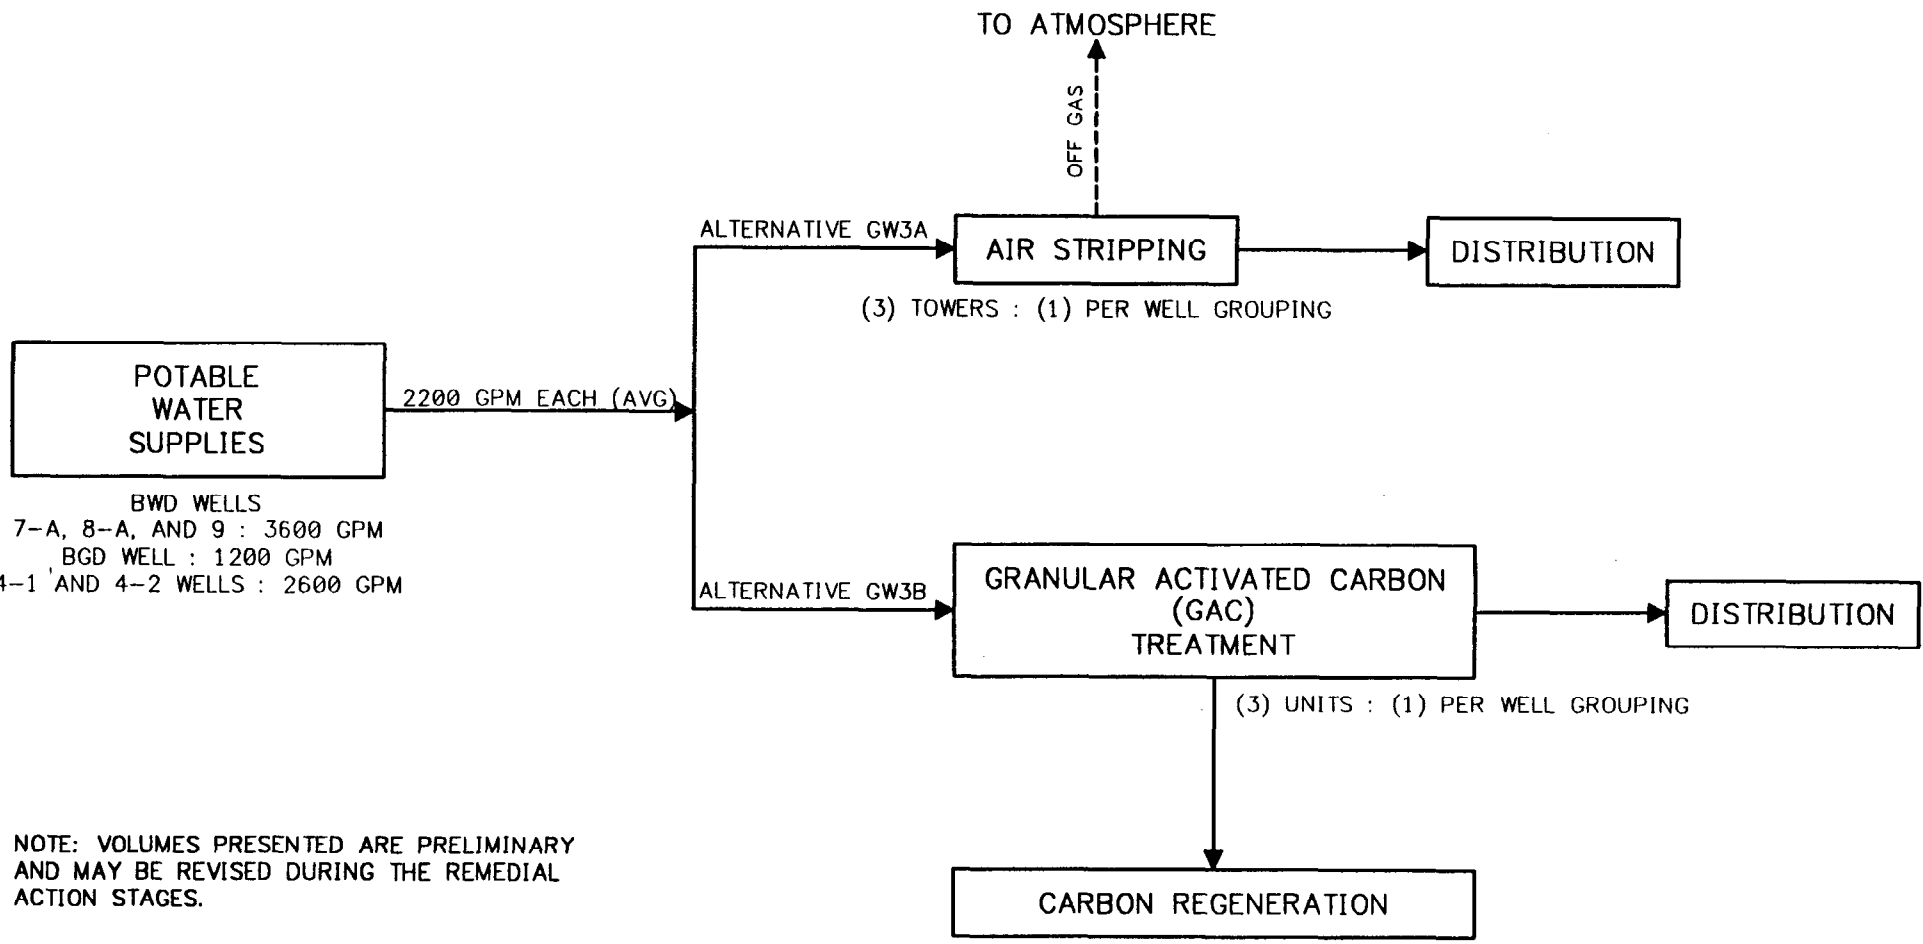 TO ATMOSPHERE
OFF GAS
ALTERNATIVE GW3A
AIR STRIPPING
DISTRIBUTION
(3) TOWERS : (1) PER WELL GROUPING
POTABLE
WATER
SUPPLIES
2200 GPM EACH (AVG)
BWD WELLS
7-A, 8-A, AND 9 : 3600 GPM
BGD WELL : 1200 GPM
4-1 AND 4-2 WELLS : 2600 GPM
ALTERNATIVE GW3B
GRANULAR ACTIVATED CARBON
(GAC)
TREATMENT
DISTRIBUTION
(3) UNITS : (1) PER WELL GROUPING
CARBON REGENERATION
NOTE: VOLUMES PRESENTED ARE PRELIMINARY
AND MAY BE REVISED DURING THE REMEDIAL
ACTION STAGES.